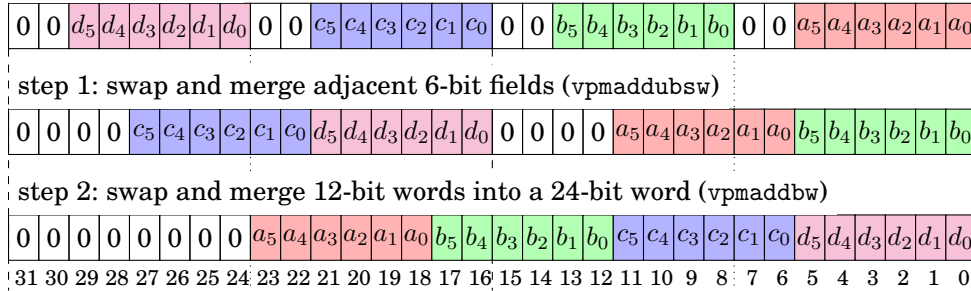 0 0 d5 d4 d3 d2 d1 d0 0 0 c5 c4 c3 c2 c1 c0 0 0 b5 b4 b3 b2 b1 b0 0 0 a5 a4 a3 a2 a1 a0
step 1: swap and merge adjacent 6-bit fields (vpmaddubsw)
0 0 0 0 c5 c4 c3 c2 c1 c0 d5 d4 d3 d2 d1 d0 0 0 0 0 a5 a4 a3 a2 a1 a0 b5 b4 b3 b2 b1 b0
step 2: swap and merge 12-bit words into a 24-bit word (vpmaddbw)
0 0 0 0 0 0 0 0 a5 a4 a3 a2 a1 a0 b5 b4 b3 b2 b1 b0 c5 c4 c3 c2 c1 c0 d5 d4 d3 d2 d1 d0
31 30 29 28 27 26 25 24 23 22 21 20 19 18 17 16 15 14 13 12 11 10 9 8 7 6 5 4 3 2 1 0